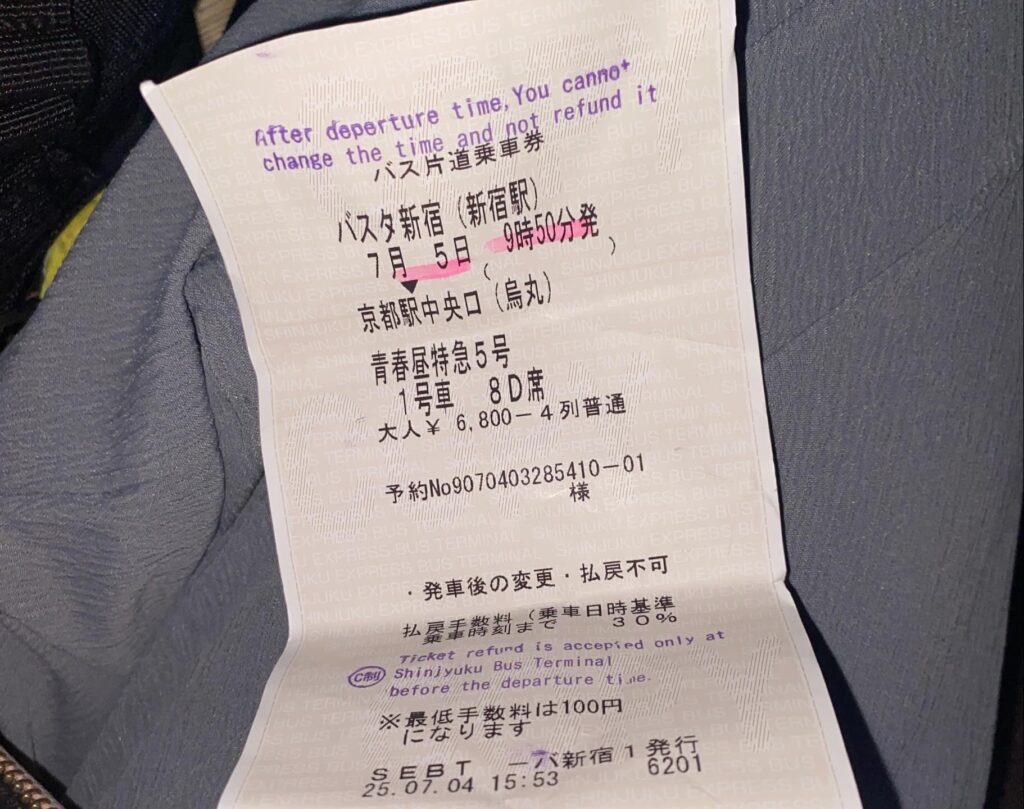 After deperture time,You cannot
change the time and not refund it
バス片道乗車券
バスタ新宿(新宿駅)
7月 5日 9時50分発
( )
▼
京都駅中央口(烏丸)
青春昼特急5号
1号車 8D席
大人¥ 6,800-4列普通
予約No9070403285410-01
様
・発車後の変更・払戻不可
払戻手数料(乗車日時基準
乗車時刻まで 30%
C制
Ticket refund is accepied only at
Shinjyuku Bus Terminal
before the departure time.
※最低手数料は100円
になります
SEBT 新宿1発行
25.07.04 15:53 6201